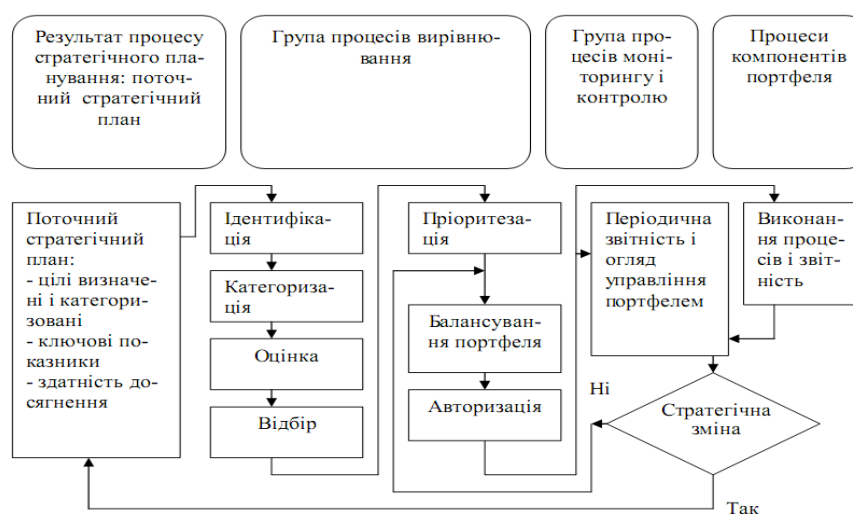 Результат процесу
стратегічного пла-
нування: поточ-
ний стратегічний
план
Група процесів вирівню-
вання
Група про-
цесів моні-
торингу і
контролю
Процеси
компонентів
портфеля
Поточний
стратегічний
план:
- цілі визначе-
ні і категори-
зовані
- ключові по-
казники
- здатність до-
сягнення
Ідентифіка-
ція
Категориза-
ція
Оцінка
Відбір
Пріоритеза-
ція
Балансуван-
ня портфеля
Авторизація
Періодична
звітність і
огляд
управління
портфелем
Виконан-
ня проце-
сів і звіт-
ність
Ні
Стратегічна
зміна
Так